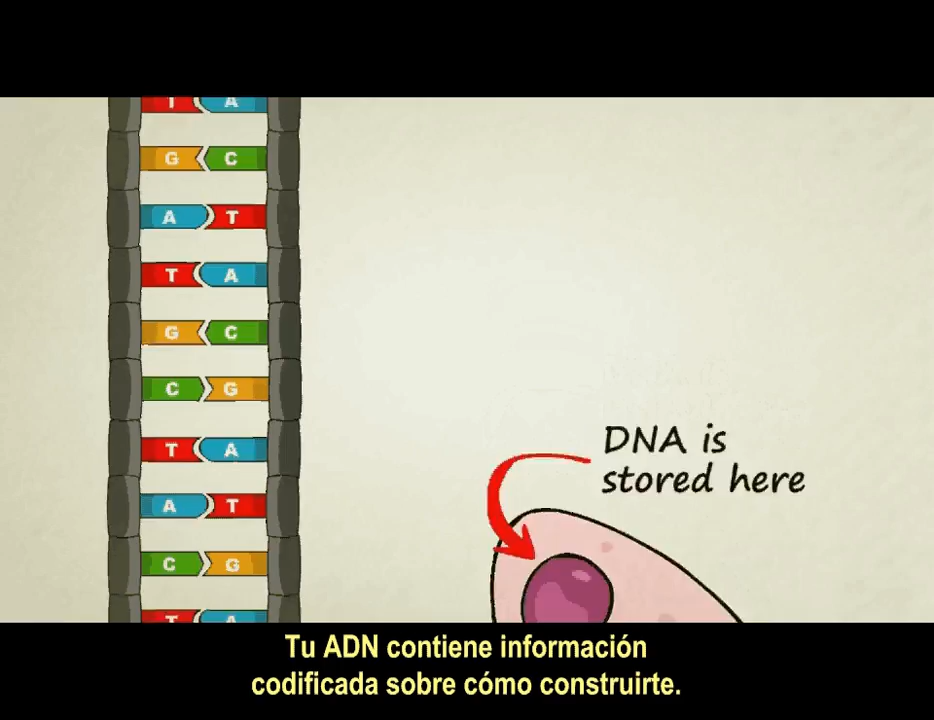 T A
G C
A T
T A
G C
C G
T A
A T
C G
T A
DNA is
stored here
Tu ADN contiene información
codificada sobre cómo construirte.